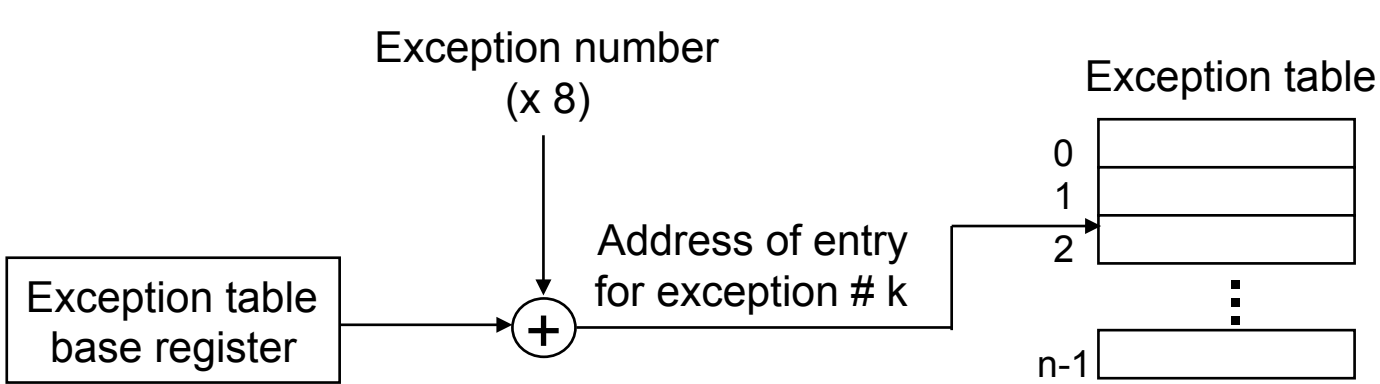 Exception number
(x 8)
Exception table
0
1
2
n-1
Address of entry
for exception # k
Exception table
base register
+